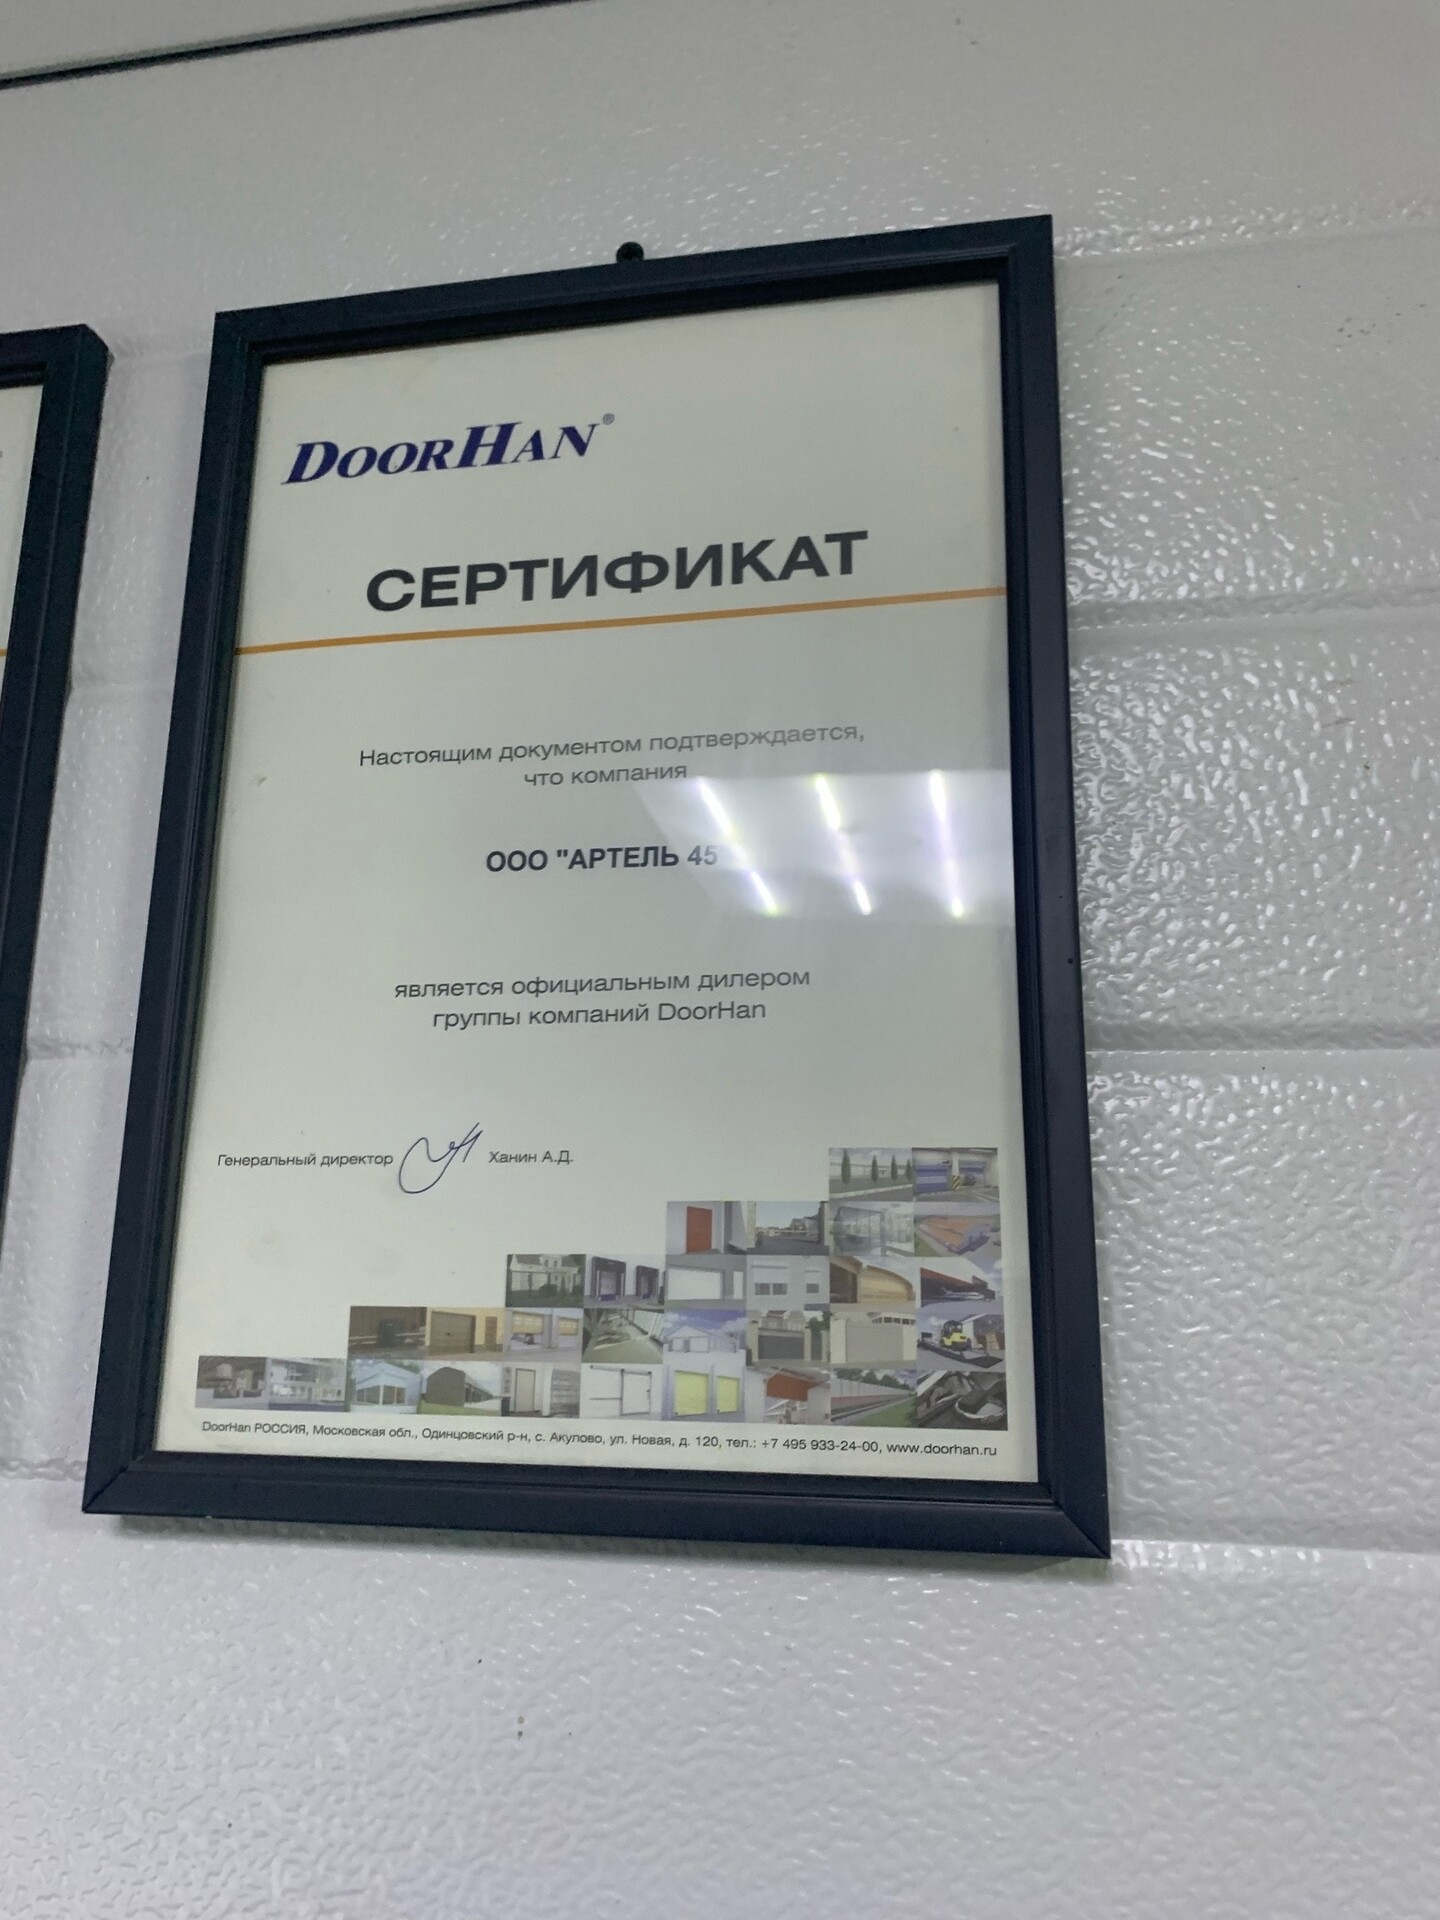 DOORHAN®
СЕРТИФИКАТ
Настоящим документом подтверждается,
что компания
ООО "АРТЕЛЬ 45
является официальным дилером
группы компаний DoorHan
Генеральный директор Ханин А.Д.
DoorHan РОССИЯ, Московская обл., Одинцовский р-н, с. Акулово, ул. Новая, д. 120, тел.: +7 495 933-24-00, www.doorhan.ru